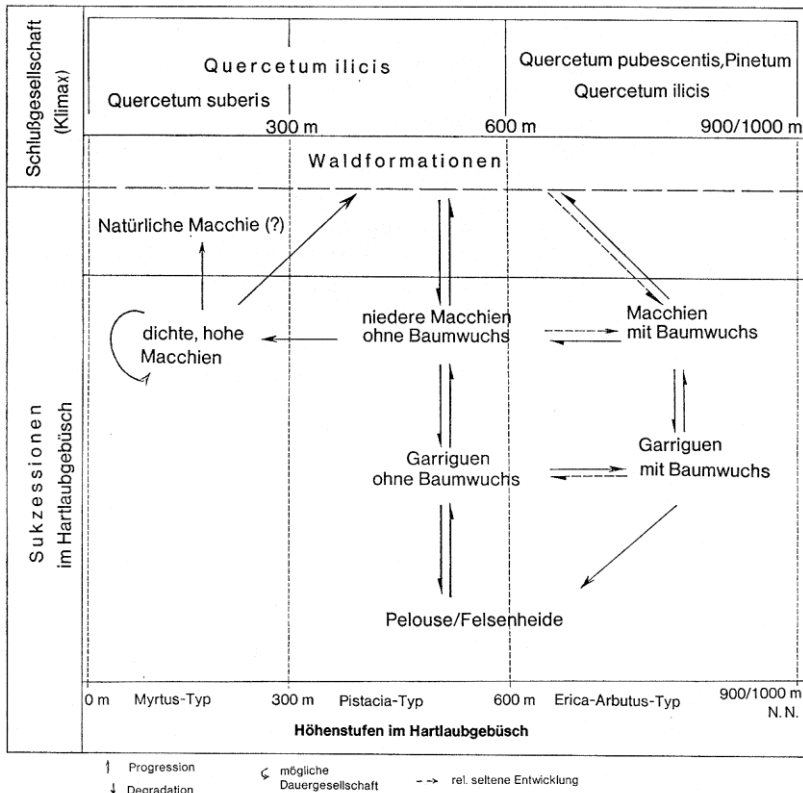 Schlußgesellschaft
(Klimax)
Quercetum ilicis
Quercetum suberis
Quercetum pubescentis, Pinetum
Quercetum ilicis
300 m
600 m
900/1000 m
Waldformationen
Sukzessionen
im Hartlaubgebüsch
Natürliche Macchie (?)
dichte, hohe
Macchien
niedere Macchien
ohne Baumwuchs
Macchien
mit Baumwuchs
Garriguen
ohne Baumwuchs
Garriguen
mit Baumwuchs
Pelouse/Felsenheide
0 m
Myrtus-Typ
300 m
Pistacia-Typ
600 m
Erica-Arbutus-Typ
900/1000 m
N. N.
Höhenstufen im Hartlaubgebüsch
Progression
Degradation
mögliche
Dauergesellschaft
rel. seltene Entwicklung